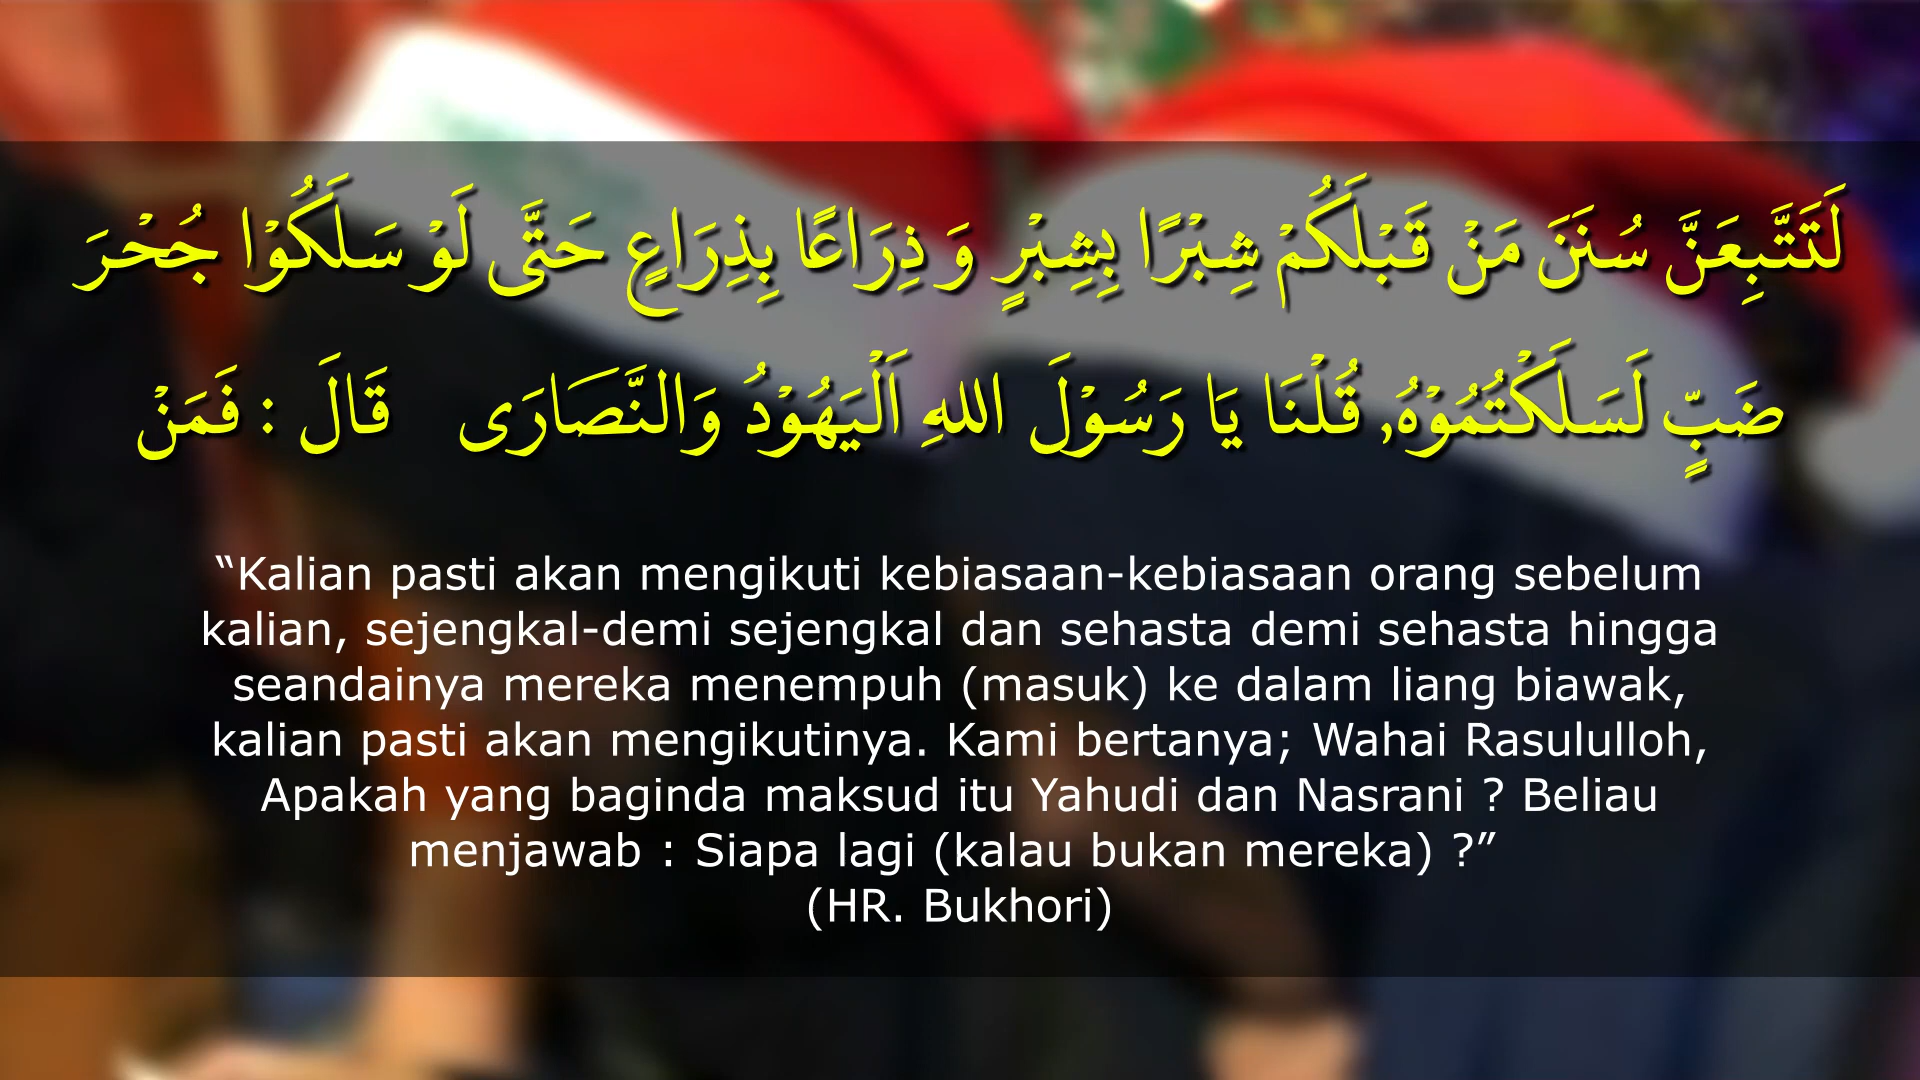 لَتَتَّبِعَنَّ سُنَنَ مَنْ قَبْلَكُمْ شِبْرًا بِشِبْرٍ وَ ذِرَاعًا بِذِرَاعٍ حَتَّى لَوْ سَلَكُوْا جُحْرَ
ضَبٍّ لَسَلَكْتُمُوْهُ, قُلْنَا يَا رَسُوْلَ اللهِ اَلْيَهُوْدُ وَالنَّصَارَى قَالَ : فَمَنْ
“Kalian pasti akan mengikuti kebiasaan-kebiasaan orang sebelum
kalian, sejengkal-demi sejengkal dan sehasta demi sehasta hingga
seandainya mereka menempuh (masuk) ke dalam liang biawak,
kalian pasti akan mengikutinya. Kami bertanya; Wahai Rasululloh,
Apakah yang baginda maksud itu Yahudi dan Nasrani ? Beliau
menjawab : Siapa lagi (kalau bukan mereka) ?”
(HR. Bukhori)